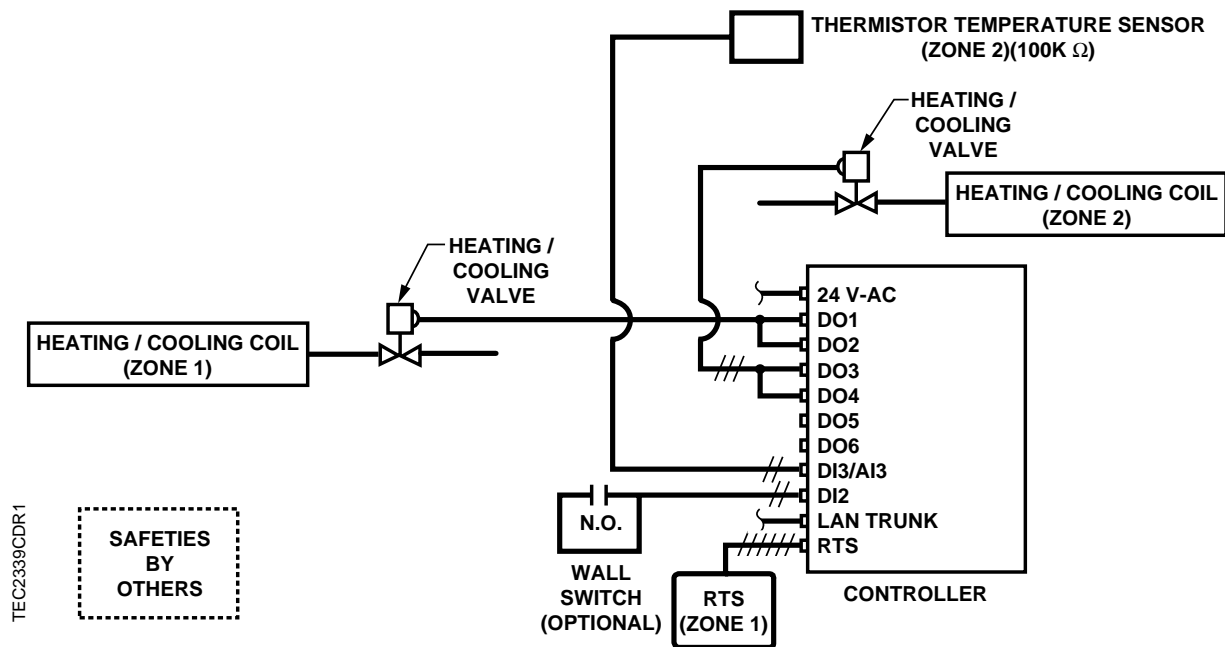 THERMISTOR TEMPERATURE SENSOR
(ZONE 2)(100K Ω)
HEATING /
COOLING
VALVE
HEATING / COOLING COIL
(ZONE 2)
HEATING /
COOLING
VALVE
HEATING / COOLING COIL
(ZONE 1)
24 V-AC
DO1
DO2
DO3
DO4
DO5
DO6
DI3/AI3
DI2
LAN TRUNK
RTS
CONTROLLER
N.O.
WALL
SWITCH
(OPTIONAL)
RTS
(ZONE 1)
SAFETIES
BY
OTHERS
TEC2339CDR1